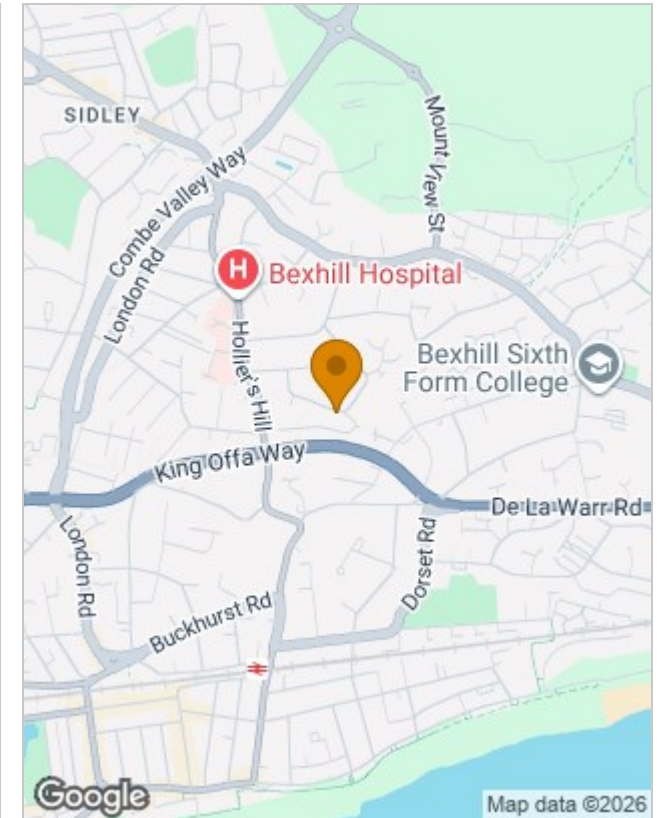 SIDLEY
Combe Valley Way
London Rd
Mount View St
H
Bexhill Hospital
Hollier's Hill
Bexhill Sixth
Form College
King Offa Way
De La Warr Rd
London Rd
Dorset Rd
Buckhurst Rd
Google
Map data ©2026